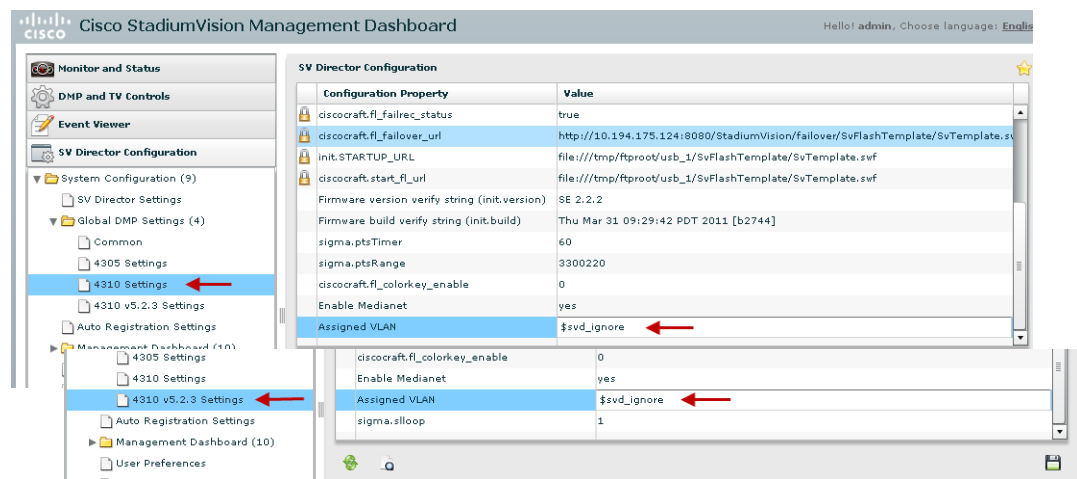 CISCO Cisco StadiumVision Management Dashboard Hello! admin, Choose language: Englis
Monitor and Status
DMP and TV Controls
Event Viewer
SV Director Configuration
System Configuration (9)
SV Director Settings
Global DMP Settings (4)
Common
4305 Settings
4310 Settings
4310 v5.2.3 Settings
Auto Registration Settings
Management Dashboard (10)
SV Director Configuration
Configuration Property Value
ciscocraft.fl_failrec_status true
ciscocraft.fl_failover_url http://10.194.175.124:8080/StadiumVision/failover/SvFlashTemplate/SvTemplate.sv
init.STARTUP_URL file:///tmp/ftproot/usb_1/SvFlashTemplate/SvTemplate.swf
ciscocraft.start_fl_url file:///tmp/ftproot/usb_1/SvFlashTemplate/SvTemplate.swf
Firmware version verify string (init.version) SE 2.2.2
Firmware build verify string (init.build) Thu Mar 31 09:29:42 PDT 2011 [b2744]
sigma.ptsTimer 60
sigma.ptsRange 3300220
ciscocraft.fl_colorkey_enable 0
Enable Medianet yes
Assigned VLAN $svd_ignore
4305 Settings
4310 Settings
4310 v5.2.3 Settings
Auto Registration Settings
Management Dashboard (10)
User Preferences
ciscocraft.fl_colorkey_enable 0
Enable Medianet yes
Assigned VLAN $svd_ignore
sigma.slloop 1